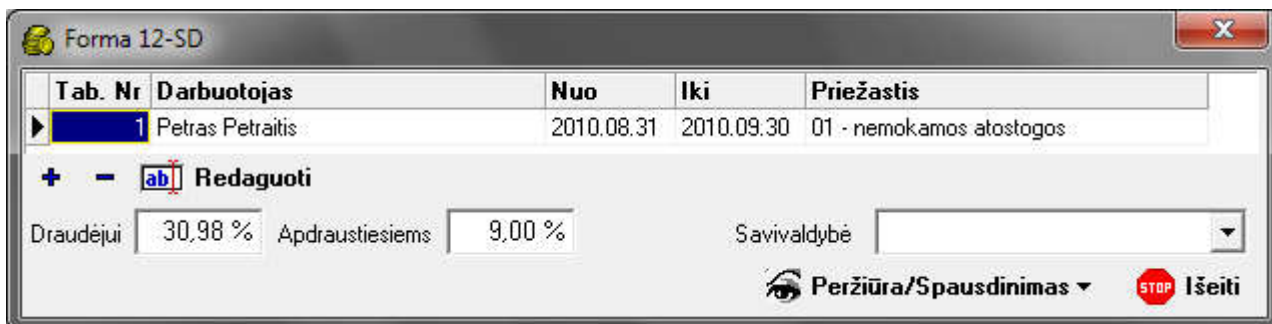 Forma 12-SD
Tab. Nr Darbuotojas Nuo Iki Priežastis
1 Petras Petraitis 2010.08.31 2010.09.30 01 - nemokamos atostogos
+ - ab Redaguoti
Draudėjui 30,98 % Apdraustiesiems 9,00 % Savivaldybė
Peržiūra/Spausdinimas STOP Išeiti